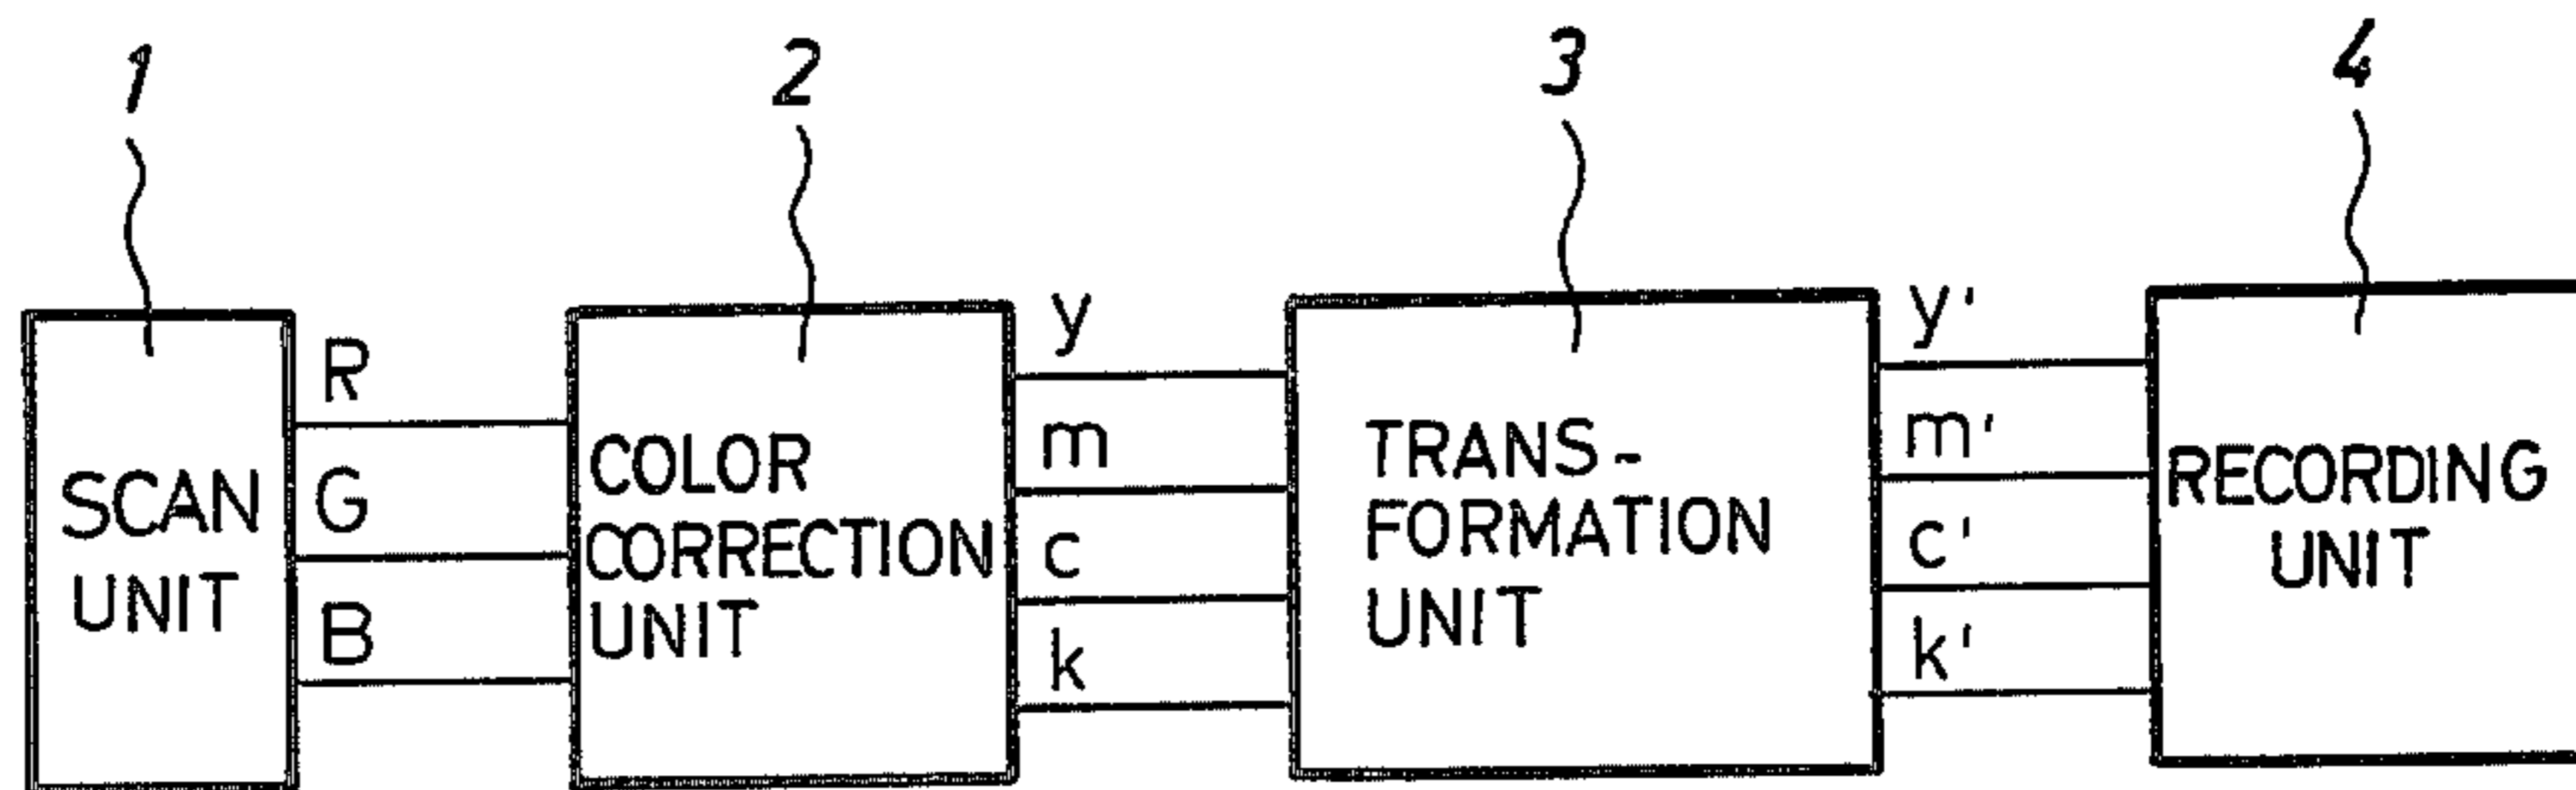 1
2
3
4
SCAN
UNIT
R
G
B
COLOR
CORRECTION
UNIT
y
m
c
k
TRANS-
FORMATION
UNIT
y'
m'
c'
k'
RECORDING
UNIT